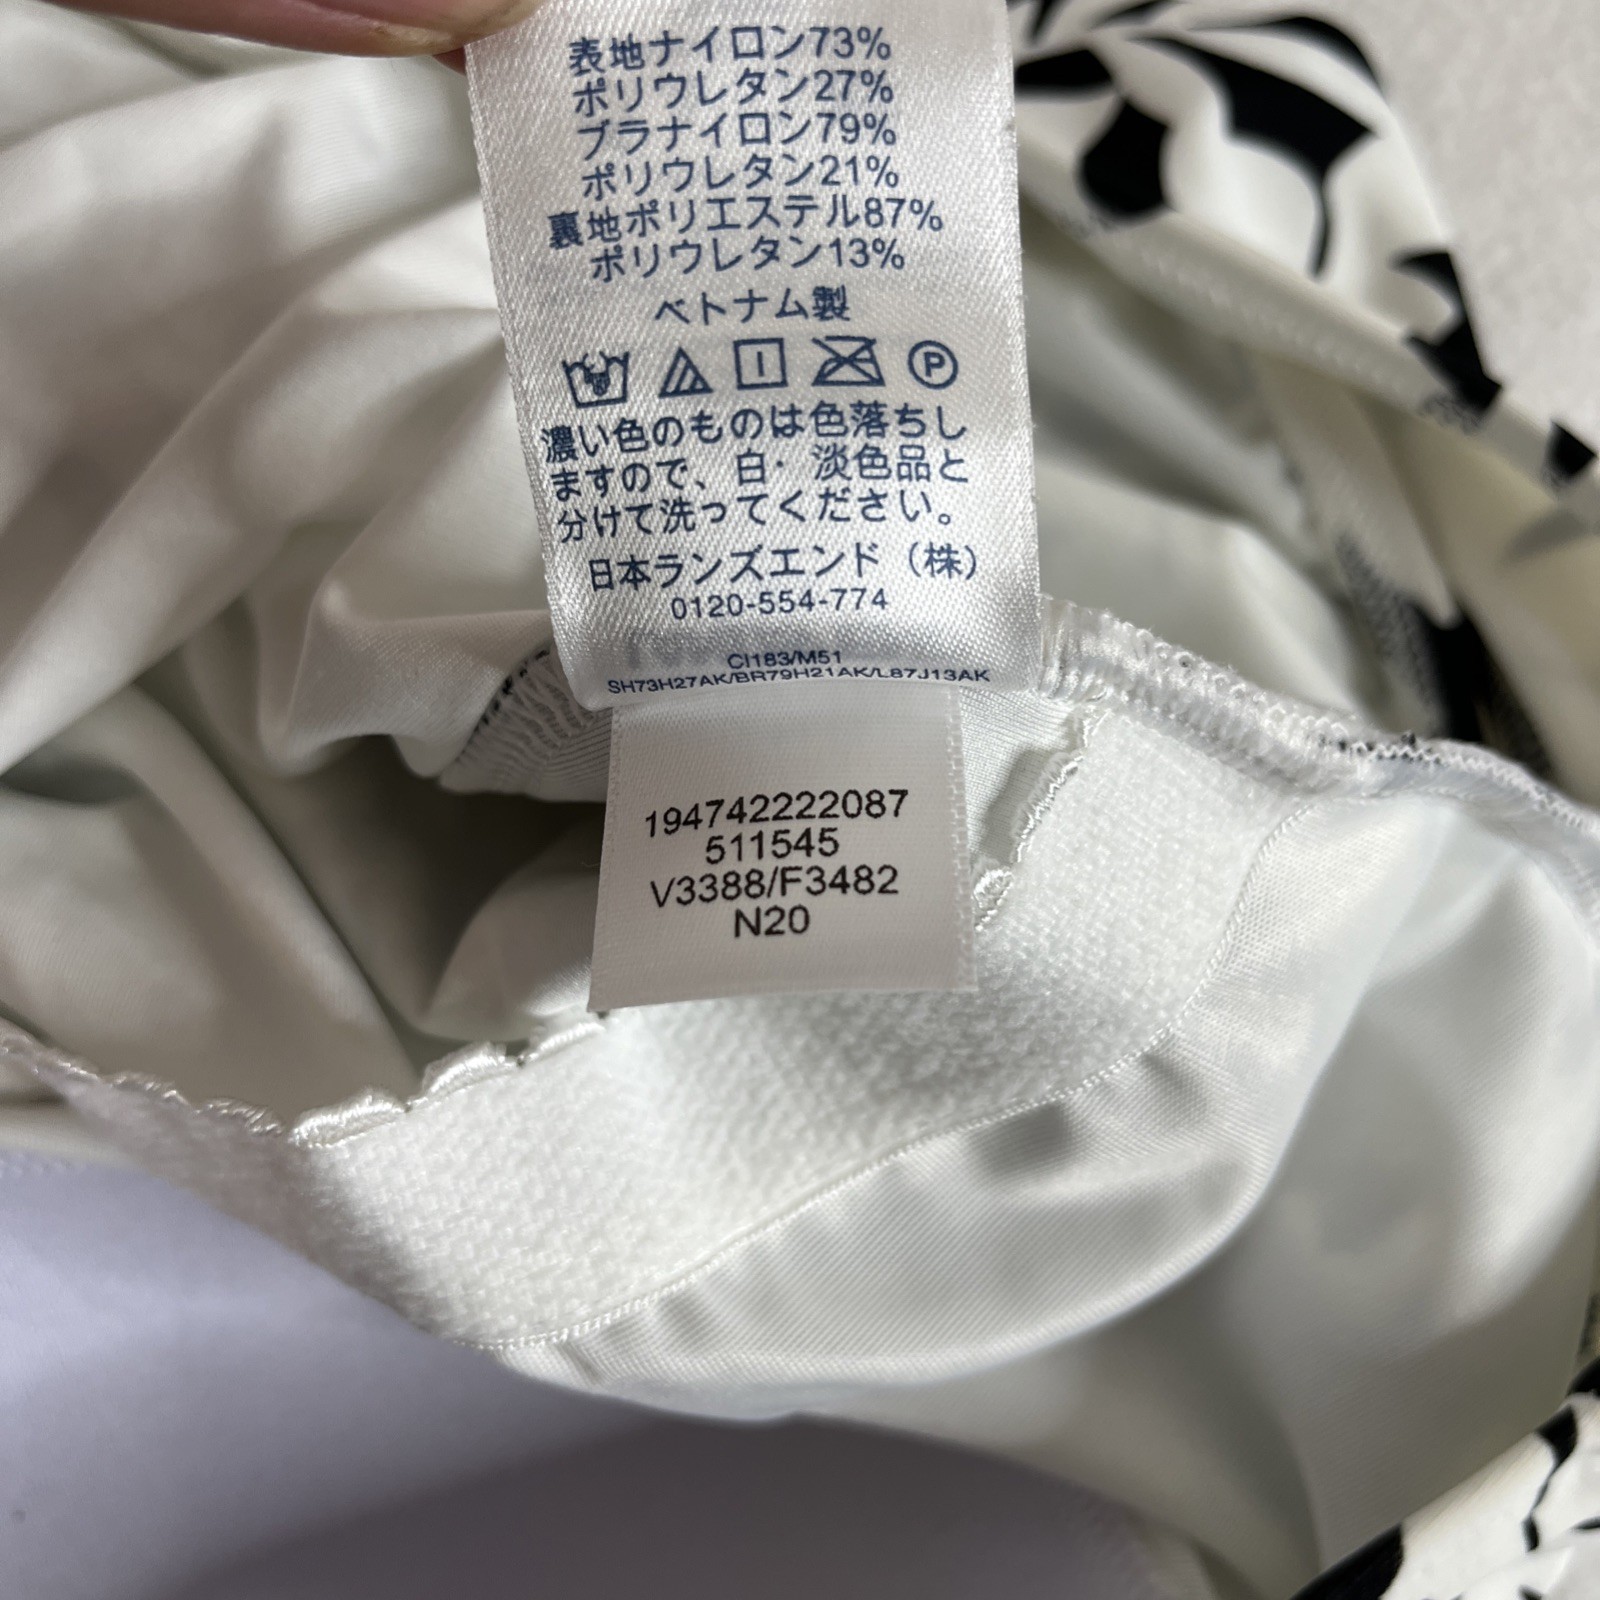 表地ナイロン73%
ポリウレタン27%
ブラナイロン79%
ポリウレタン21%
裏地ポリエステル87%
ポリウレタン13%
ベトナム製
P
濃い色のものは色落ちし
ますので、白・淡色品と
分けて洗ってください。
日本ランズエンド(株)
0120-554-774
CI183/M51
SH73H27AK/BR79H21AK/L87J13AK
194742222087
511545
V3388/F3482
N20